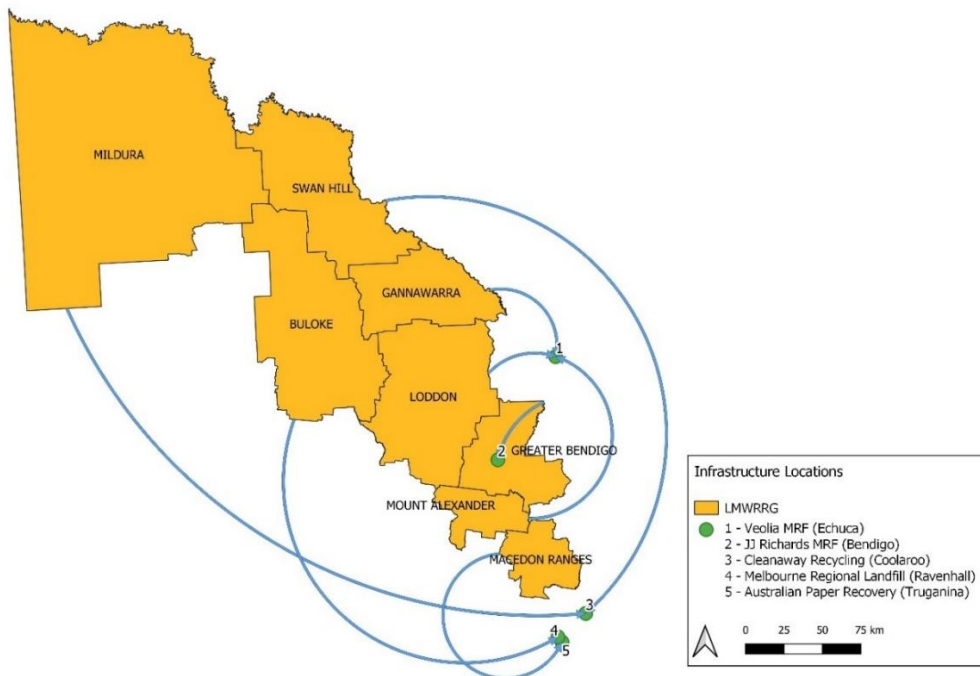 MILDURA
SWAN HILL
GANNAWARRA
BULOKE
1
LODDON
2
GREATER BENDIGO
MOUNT ALEXANDER
MACEDON RANGES
3
4
5
Infrastructure Locations
LMWRRG
1 - Veolia MRF (Echuca)
2 - JJ Richards MRF (Bendigo)
3 - Cleanaway Recycling (Coolaroo)
4 - Melbourne Regional Landfill (Ravenhall)
5 - Australian Paper Recovery (Truganina)
0 25 50 75 km